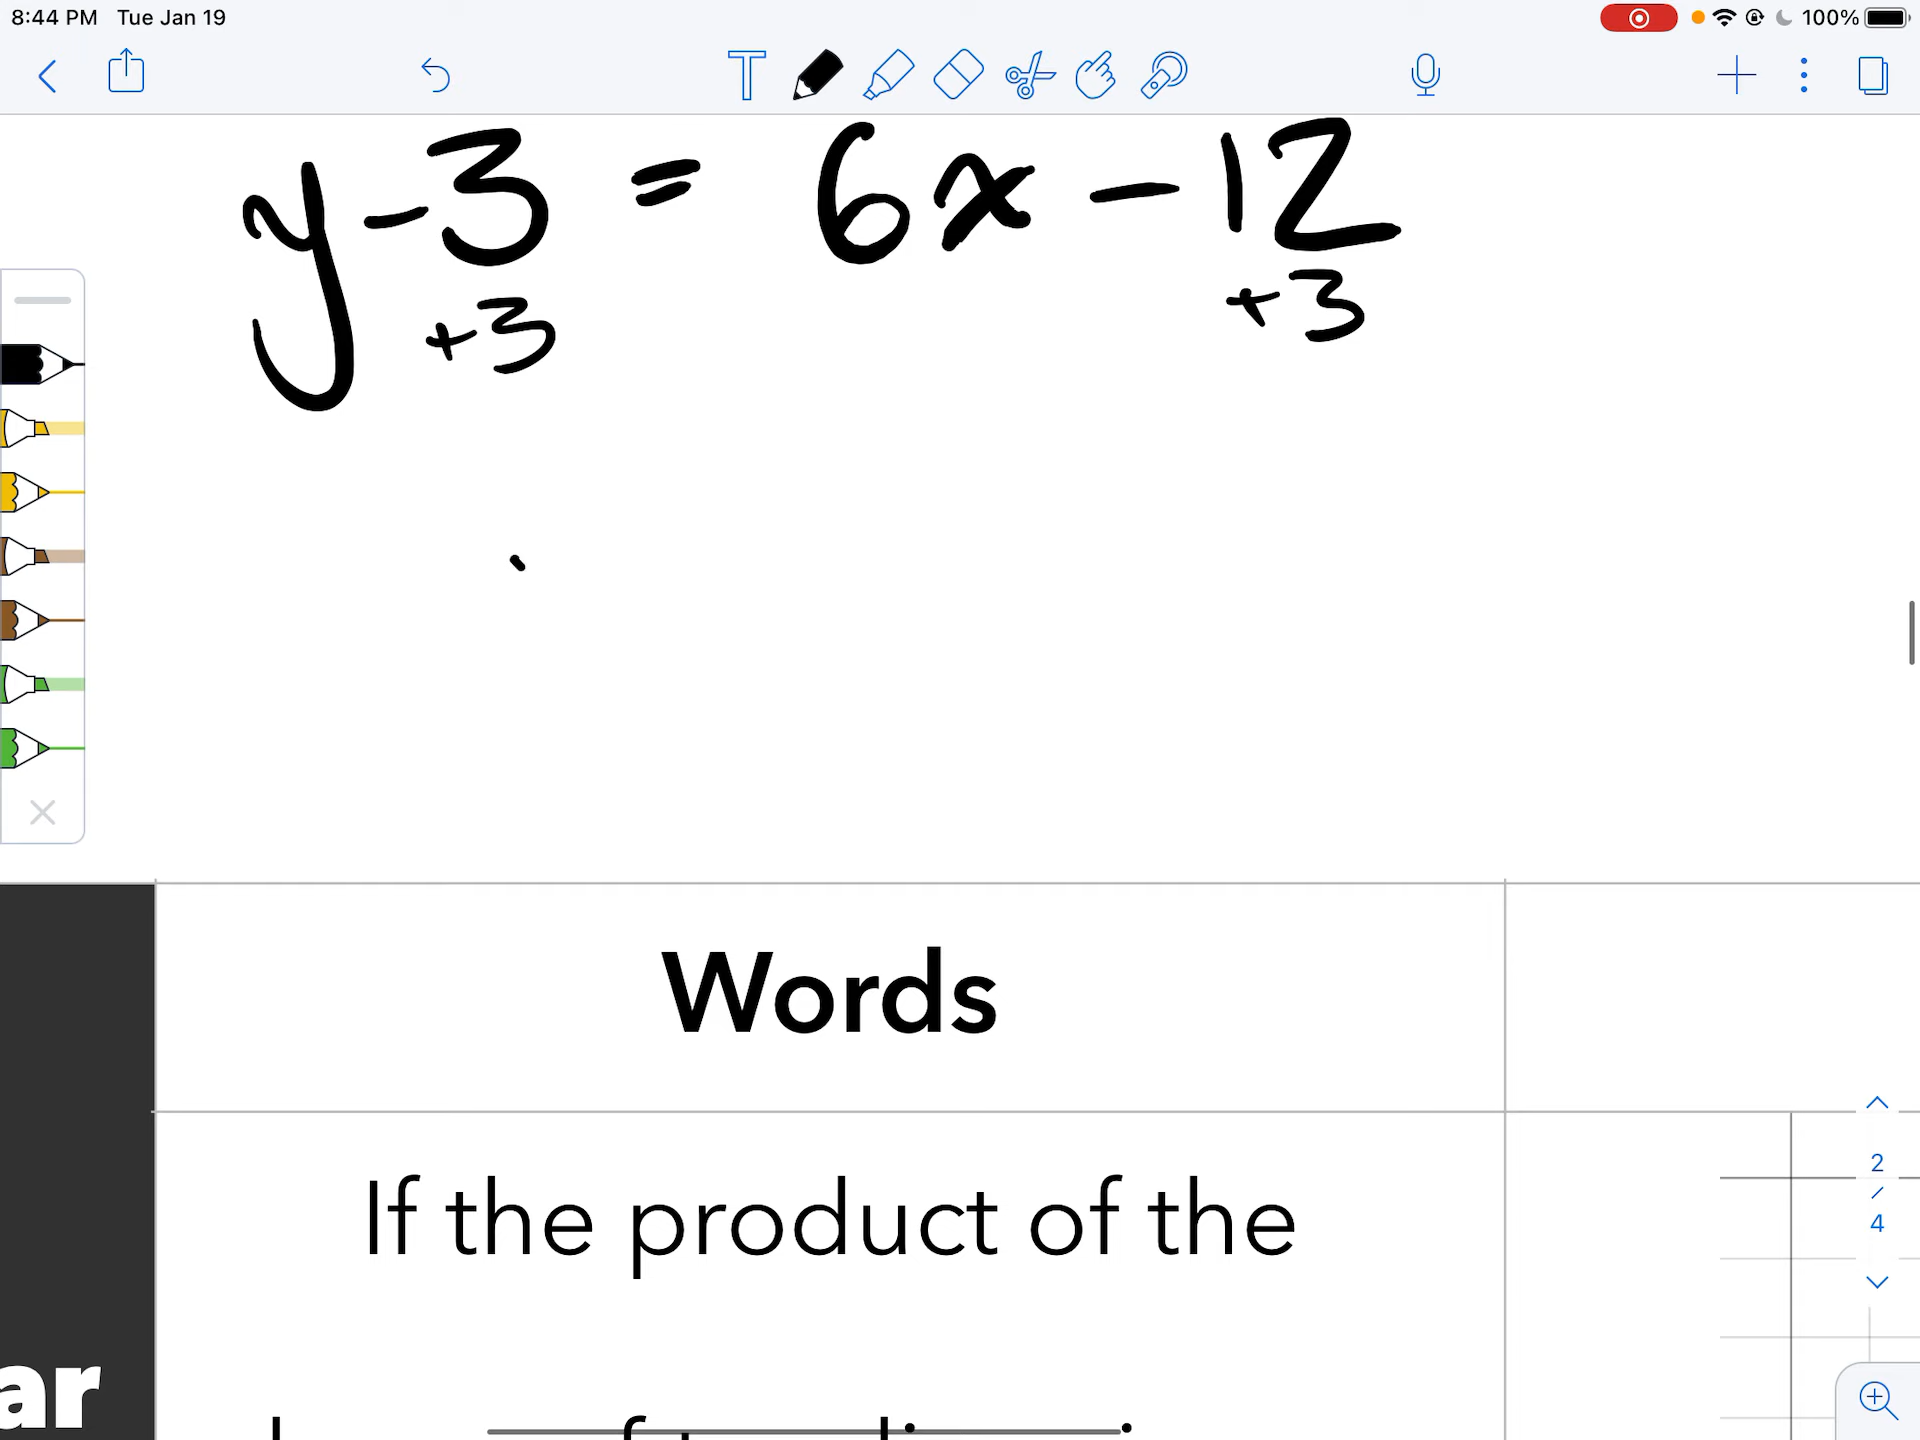 8:44 PM Tue Jan 19 100%
T
y - 3 = 6x - 12
+3 +3
Words
If the product of the
2
/
4
ar